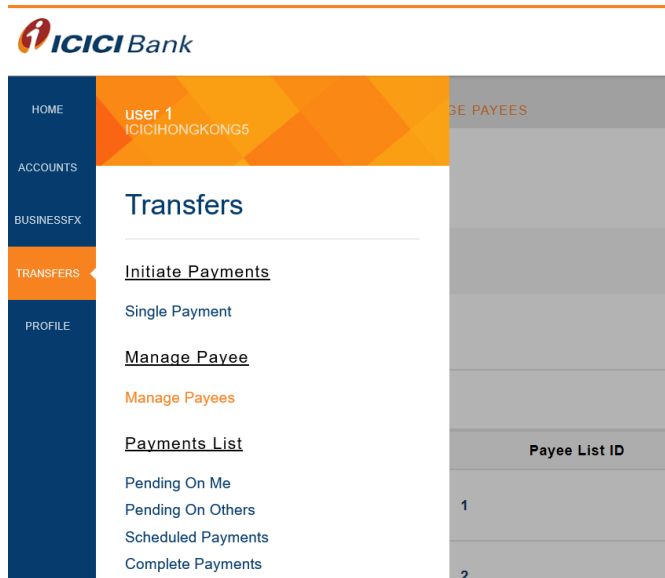 ICICI Bank
HOME
ACCOUNTS
BUSINESSFX
TRANSFERS
PROFILE
user 1
ICICIHONGKONG5
Transfers
Initiate Payments
Single Payment
Manage Payee
Manage Payees
Payments List
Pending On Me
Pending On Others
Scheduled Payments
Complete Payments
GE PAYEES
Payee List ID
1
2